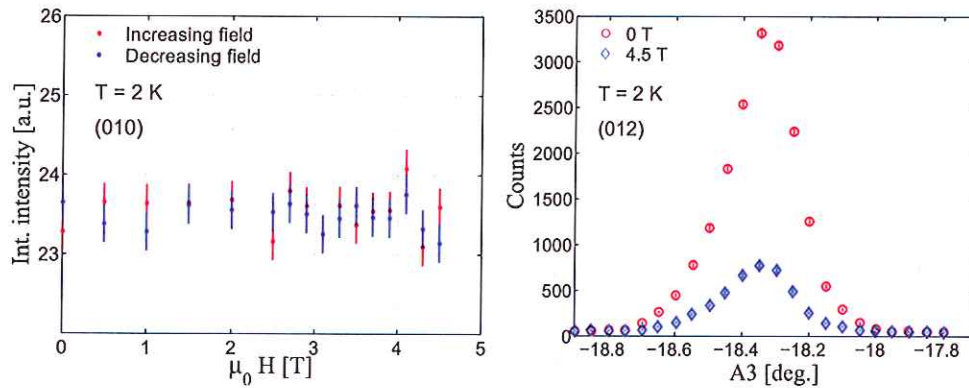 26
25
24
23
Int. intensity [a.u.]
Increasing field
Decreasing field
T = 2 K
(010)
0 1 2 3 4 5
μ₀ H [T]
3500
3000
2500
2000
1500
1000
500
0
Counts
0 T
4.5 T
T = 2 K
(012)
−18.8 −18.6 −18.4 −18.2 −18 −17.8
A3 [deg.]